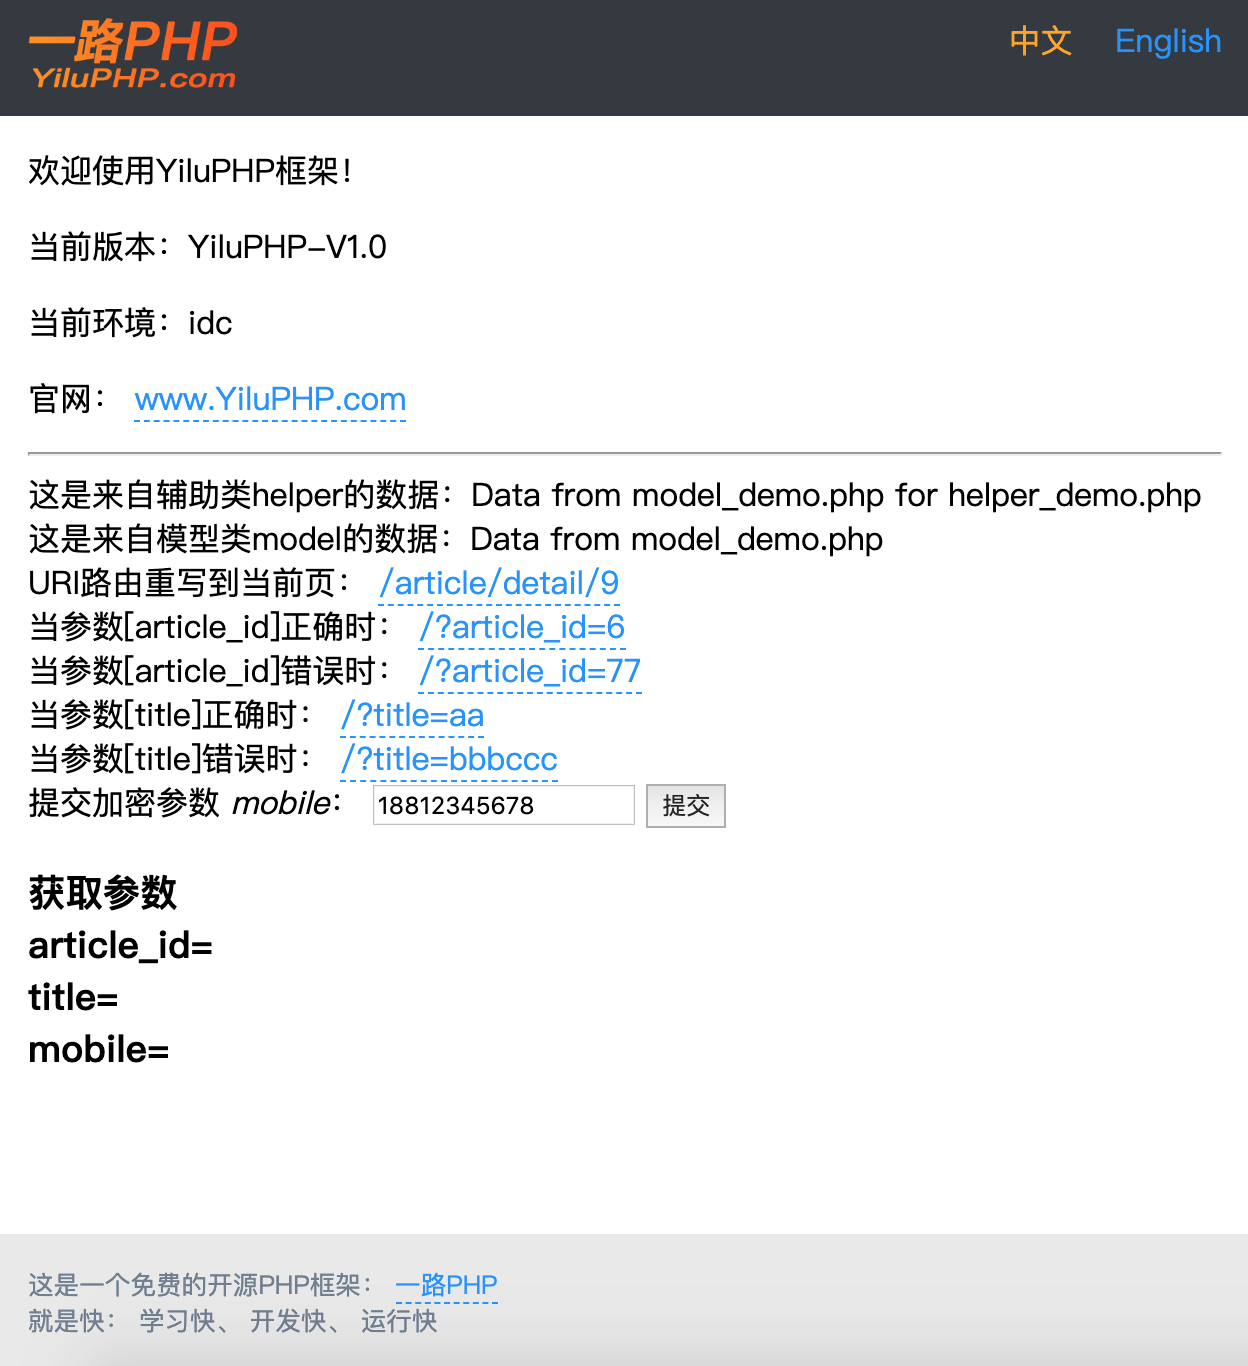 一路PHP
YiluPHP.com
中文 English
欢迎使用YiluPHP框架！
当前版本：YiluPHP-V1.0
当前环境：idc
官网： www.YiluPHP.com
这是来自辅助类helper的数据：Data from model_demo.php for helper_demo.php
这是来自模型类model的数据：Data from model_demo.php
URI路由重写到当前页： /article/detail/9
当参数[article_id]正确时： /?article_id=6
当参数[article_id]错误时： /?article_id=77
当参数[title]正确时： /?title=aa
当参数[title]错误时： /?title=bbbccc
提交加密参数 mobile： 18812345678 提交
获取参数
article_id=
title=
mobile=
这是一个免费的开源PHP框架： 一路PHP
就是快： 学习快、 开发快、 运行快